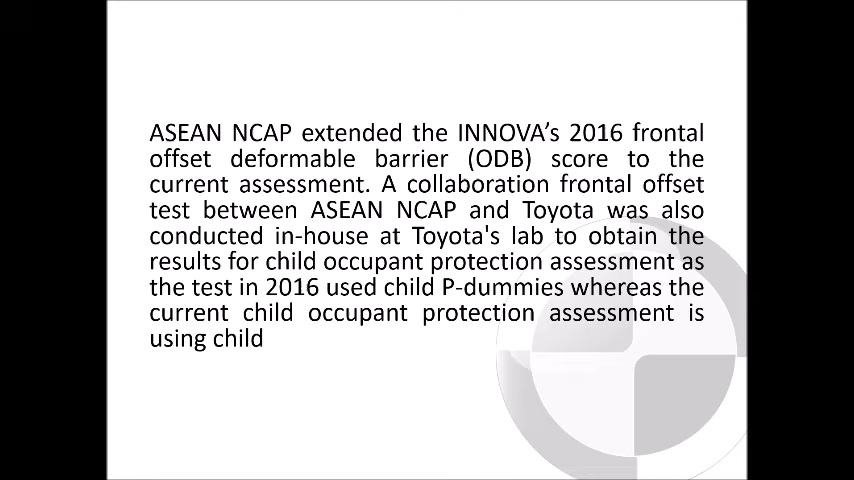 ASEAN NCAP extended the INNOVA’s 2016 frontal
offset deformable barrier (ODB) score to the
current assessment. A collaboration frontal offset
test between ASEAN NCAP and Toyota was also
conducted in-house at Toyota's lab to obtain the
results for child occupant protection assessment as
the test in 2016 used child P-dummies whereas the
current child occupant protection assessment is
using child